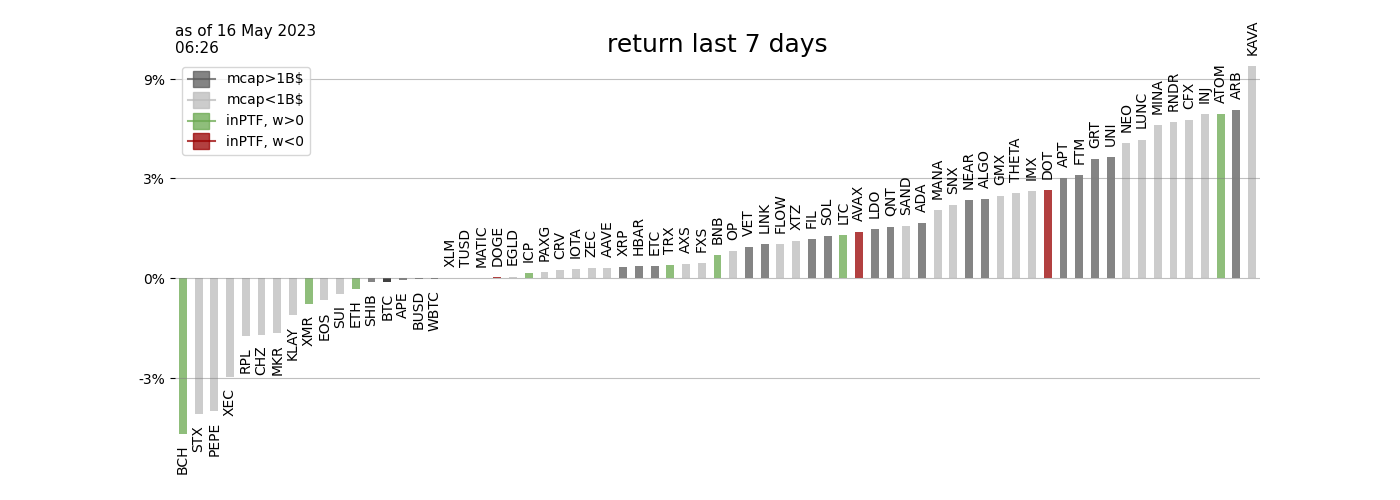 as of 16 May 2023
06:26
return last 7 days
mcap>1B$
mcap<1B$
inPTF, w>0
inPTF, w<0
9%
3%
0%
-3%
BCH
STX
PEPE
XEC
RPL
CHZ
MKR
KLAY
XMR
EOS
SUI
ETH
SHIB
BTC
APE
BUSD
WBTC
XLM
TUSD
MATIC
DOGE
EGLD
ICP
PAXG
CRV
IOTA
ZEC
AAVE
XRP
HBAR
ETC
TRX
AXS
FXS
BNB
OP
VET
LINK
FLOW
XTZ
FIL
SOL
LTC
AVAX
LDO
QNT
SAND
ADA
MANA
SNX
NEAR
ALGO
GMX
THETA
IMX
DOT
APT
FTM
GRT
UNI
NEO
LUNC
MINA
RNDR
CFX
INJ
ATOM
ARB
KAVA